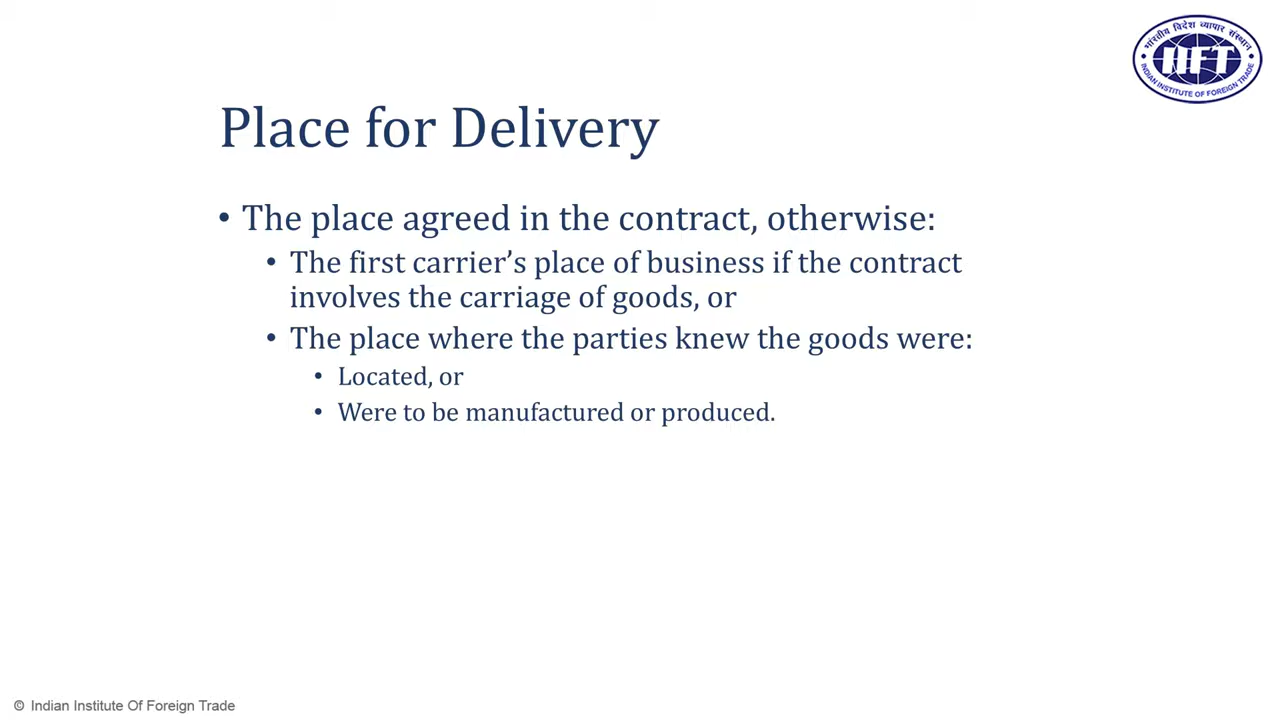 भारतीय विदेश व्यापार संस्थान
IIFT
INDIAN INSTITUTE OF FOREIGN TRADE
Place for Delivery
• The place agreed in the contract, otherwise:
• The first carrier’s place of business if the contract
involves the carriage of goods, or
• The place where the parties knew the goods were:
• Located, or
• Were to be manufactured or produced.
© Indian Institute Of Foreign Trade